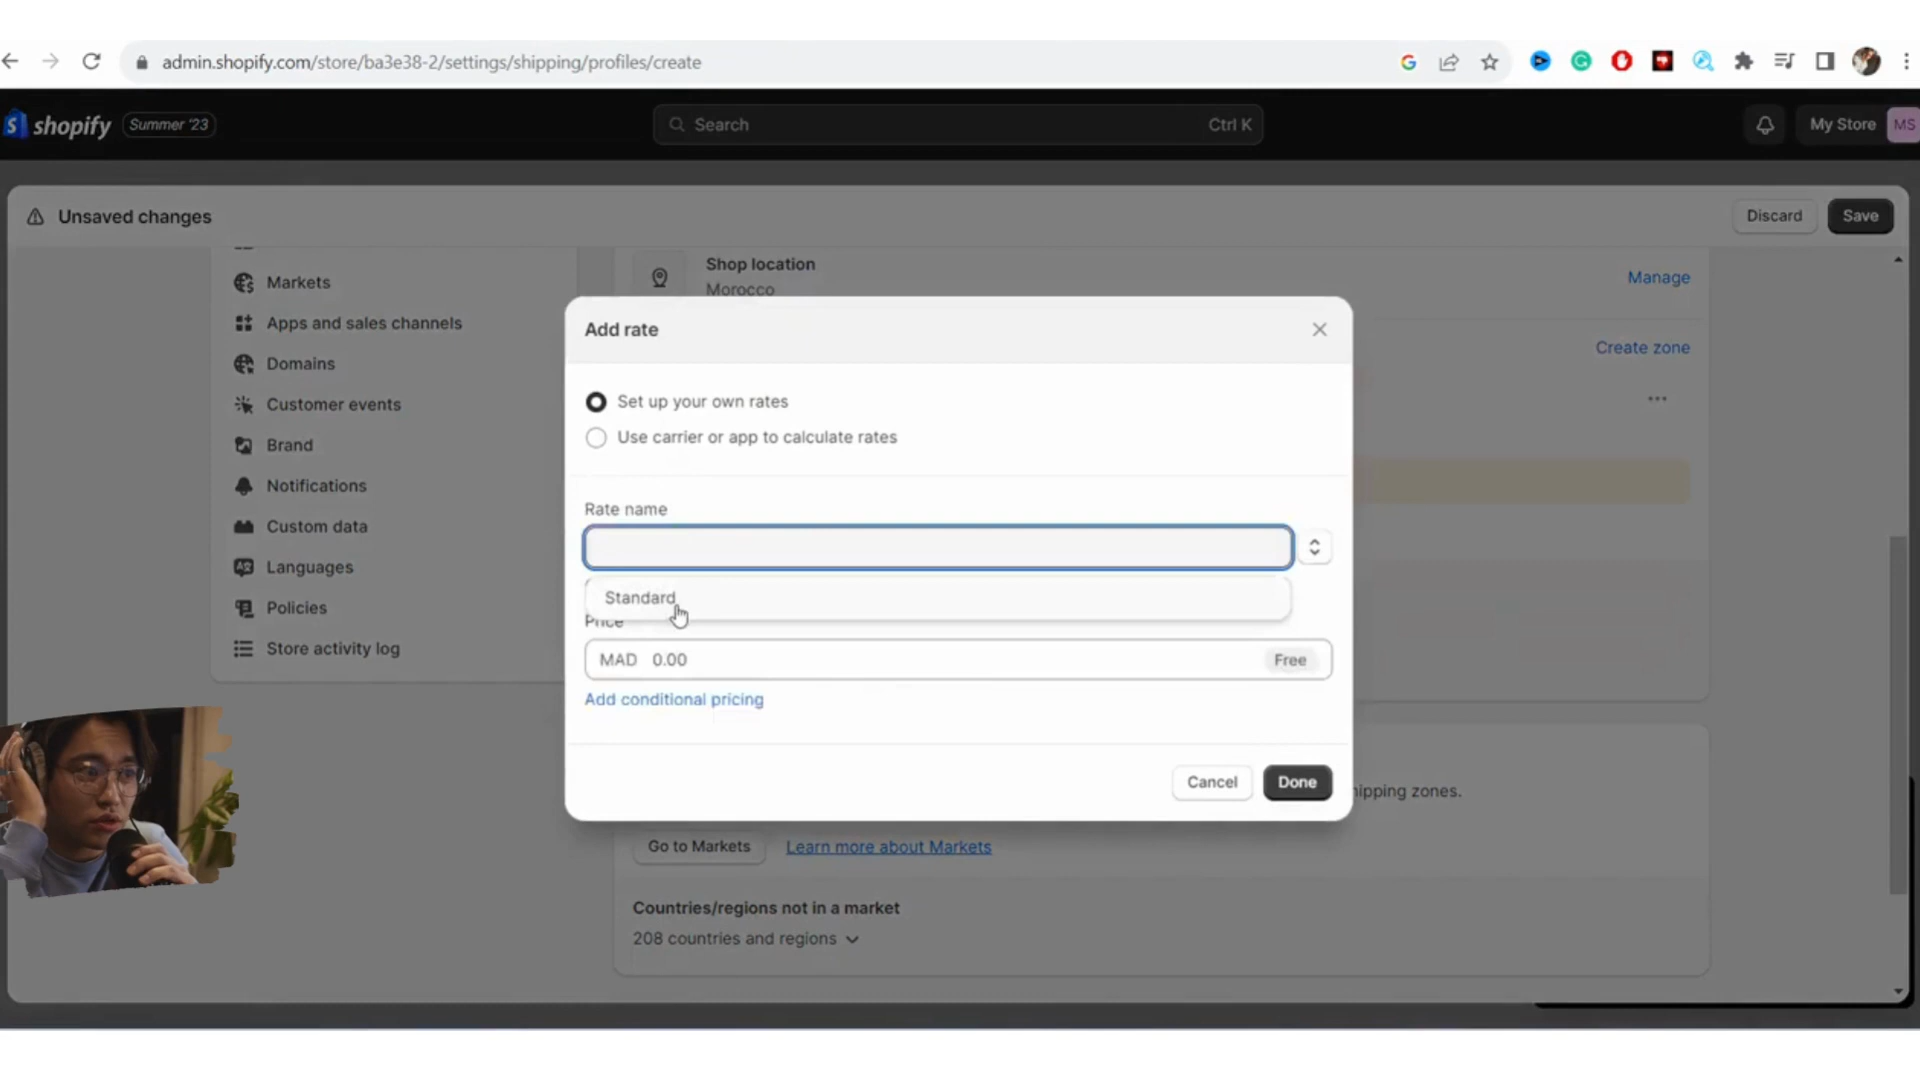 admin.shopify.com/store/ba3e38-2/settings/shipping/profiles/create
shopify Summer '23
Search Ctrl K
My Store MS
Unsaved changes
Discard Save
Markets
Apps and sales channels
Domains
Customer events
Brand
Notifications
Custom data
Languages
Policies
Store activity log
Shop location
Morocco
Manage
Create zone
Add rate
Set up your own rates
Use carrier or app to calculate rates
Rate name
Standard
Price
MAD 0.00 Free
Add conditional pricing
Cancel Done
hipping zones.
Go to Markets Learn more about Markets
Countries/regions not in a market
208 countries and regions